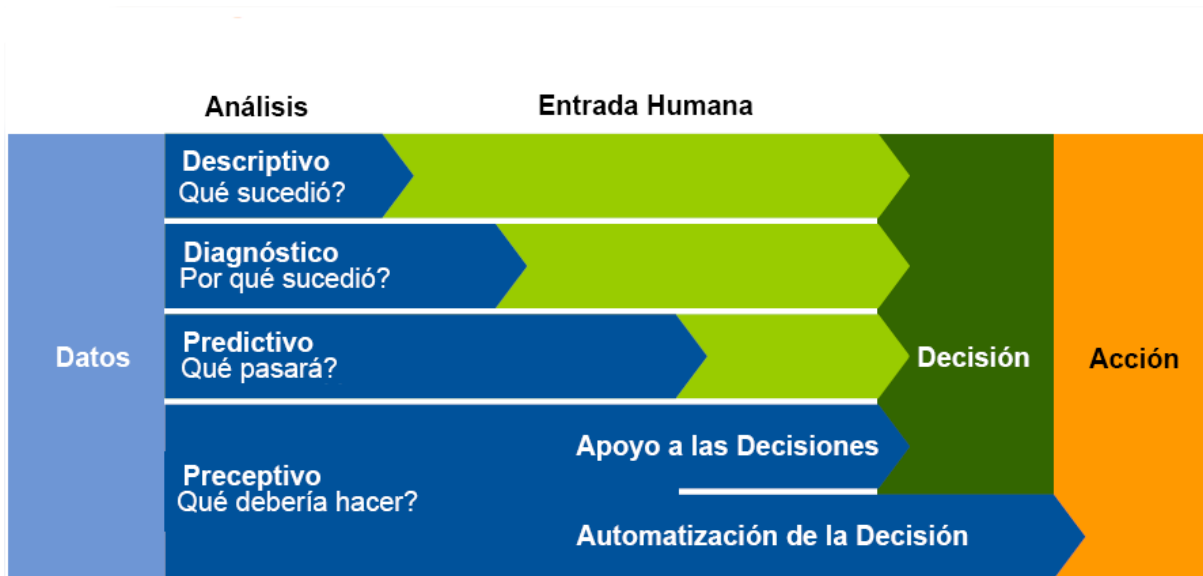 Análisis
Entrada Humana
Datos
Descriptivo
Qué sucedió?
Diagnóstico
Por qué sucedió?
Predictivo
Qué pasará?
Preceptivo
Qué debería hacer?
Apoyo a las Decisiones
Automatización de la Decisión
Decisión
Acción